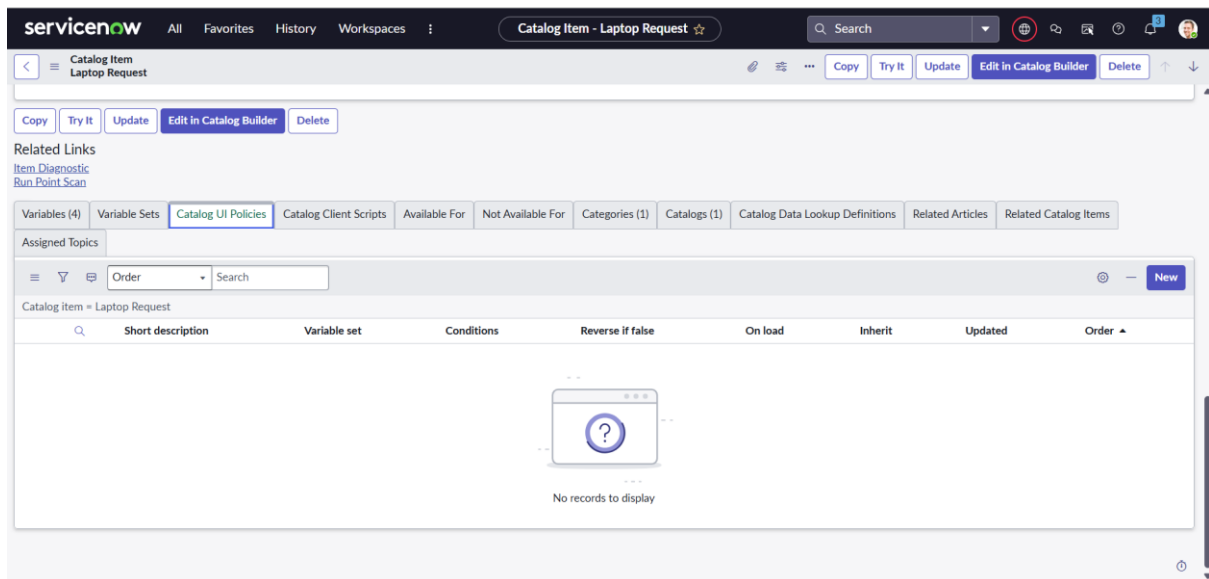 servicenow All Favorites History Workspaces Catalog Item - Laptop Request Search 3
Catalog Item
Laptop Request
Copy Try It Update Edit in Catalog Builder Delete
Copy Try It Update Edit in Catalog Builder Delete
Related Links
Item Diagnostic
Run Point Scan
Variables (4) Variable Sets Catalog UI Policies Catalog Client Scripts Available For Not Available For Categories (1) Catalogs (1) Catalog Data Lookup Definitions Related Articles Related Catalog Items
Assigned Topics
Order Search New
Catalog item = Laptop Request
Short description Variable set Conditions Reverse if false On load Inherit Updated Order
?
No records to display